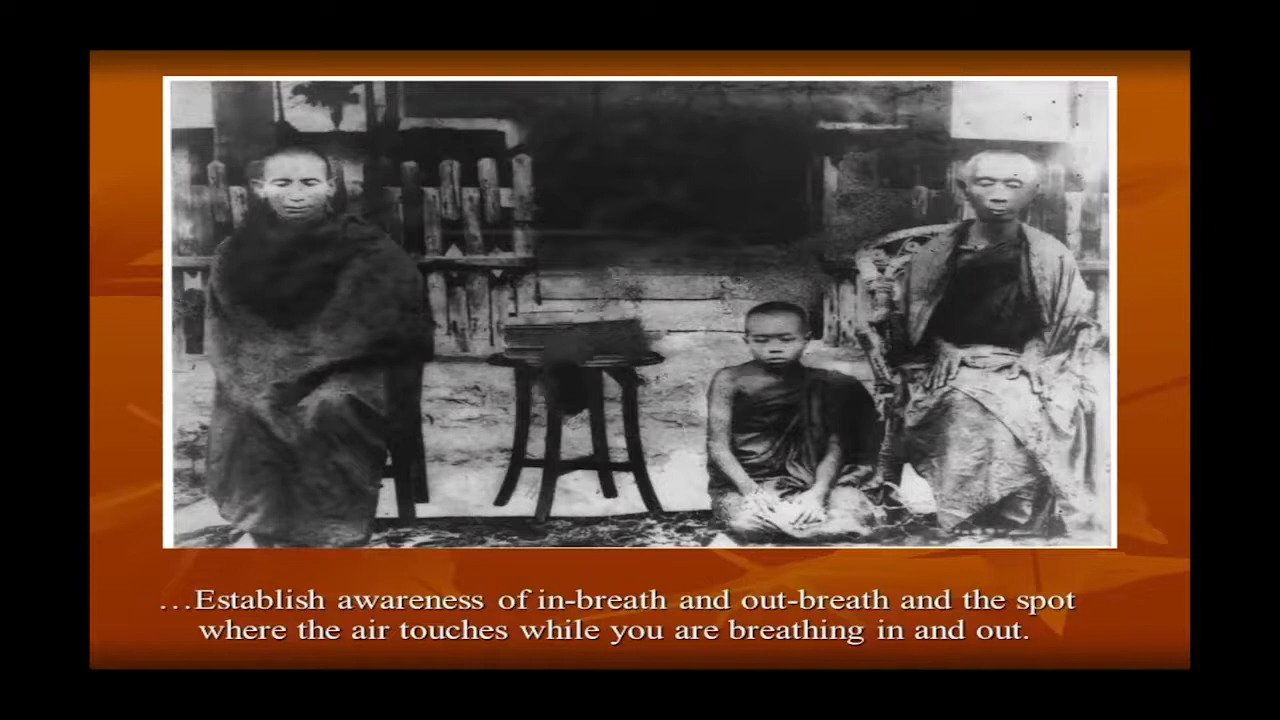 …Establish awareness of in-breath and out-breath and the spot
where the air touches while you are breathing in and out.